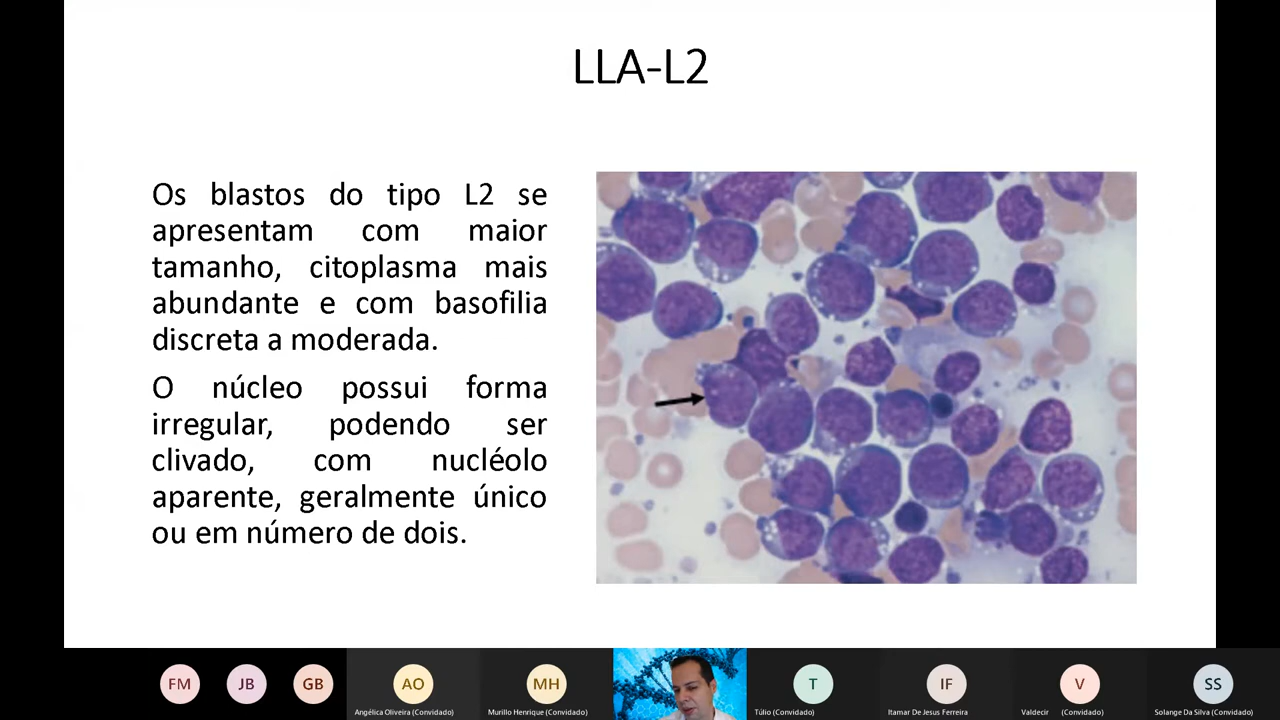 LLA-L2
Os blastos do tipo L2 se
apresentam com maior
tamanho, citoplasma mais
abundante e com basofilia
discreta a moderada.
O núcleo possui forma
irregular, podendo ser
clivado, com nucléolo
aparente, geralmente único
ou em número de dois.
FM JB GB AO MH T IF V SS
Angélica Oliveira (Convidado) Murillo Henrique (Convidado) Túlio (Convidado) Itamar De Jesus Ferreira Valdecir (Convidado) Solange Da Silva (Convidado)